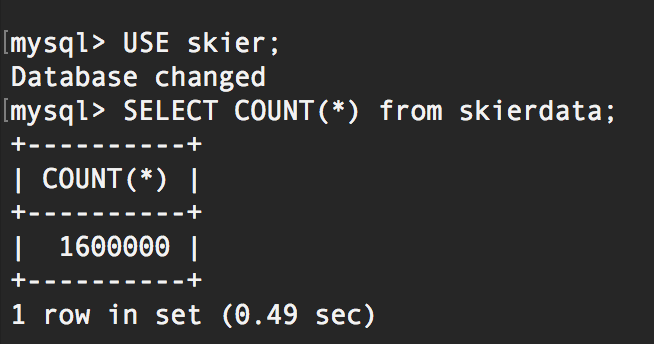 mysql> USE skier;
Database changed
mysql> SELECT COUNT(*) from skierdata;
+----------+
| COUNT(*) |
+----------+
|  1600000 |
+----------+
1 row in set (0.49 sec)